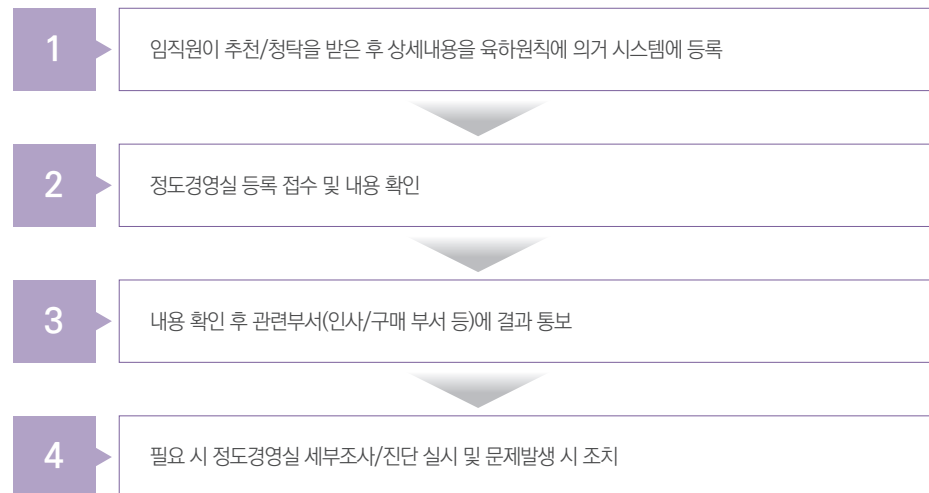 1
임직원이 추천/청탁을 받은 후 상세내용을 육하원칙에 의거 시스템에 등록
2
정도경영실 등록 접수 및 내용 확인
3
내용 확인 후 관련부서(인사/구매 부서 등)에 결과 통보
4
필요 시 정도경영실 세부조사/진단 실시 및 문제발생 시 조치